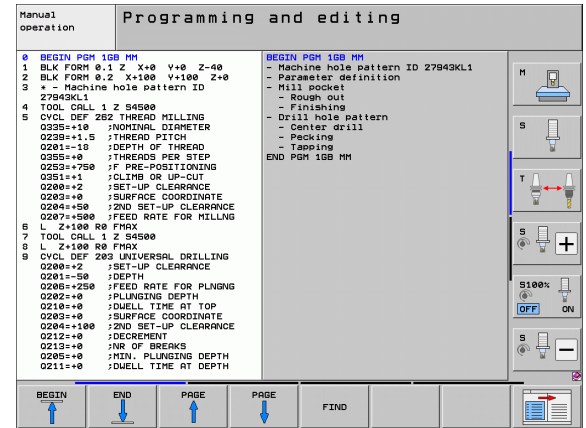 Manual
operation
Programming and editing
0 BEGIN PGM 1GB MM
1 BLK FORM 0.1 Z X+0 Y+0 Z-40
2 BLK FORM 0.2 X+100 Y+100 Z+0
3 * - Machine hole pattern ID
27943KL1
4 TOOL CALL 1 Z S4500
5 CYCL DEF 262 THREAD MILLING
Q335=+10 ;NOMINAL DIAMETER
Q239=+1.5 ;THREAD PITCH
Q201=-18 ;DEPTH OF THREAD
Q355=+0 ;THREADS PER STEP
Q253=+750 ;F PRE-POSITIONING
Q351=+1 ;CLIMB OR UP-CUT
Q200=+2 ;SET-UP CLEARANCE
Q203=+0 ;SURFACE COORDINATE
Q204=+50 ;2ND SET-UP CLEARANCE
Q207=+500 ;FEED RATE FOR MILLNG
6 L Z+100 R0 FMAX
7 TOOL CALL 1 Z S4500
8 L Z+100 R0 FMAX
9 CYCL DEF 203 UNIVERSAL DRILLING
Q200=+2 ;SET-UP CLEARANCE
Q201=-50 ;DEPTH
Q206=+250 ;FEED RATE FOR PLNGNG
Q202=+0 ;PLUNGING DEPTH
Q210=+0 ;DWELL TIME AT TOP
Q203=+0 ;SURFACE COORDINATE
Q204=+100 ;2ND SET-UP CLEARANCE
Q212=+0 ;DECREMENT
Q213=+0 ;NR OF BREAKS
Q205=+0 ;MIN. PLUNGING DEPTH
Q211=+0 ;DWELL TIME AT DEPTH
BEGIN PGM 1GB MM
- Machine hole pattern ID 27943KL1
- Parameter definition
- Mill pocket
- Rough out
- Finishing
- Drill hole pattern
- Center drill
- Pecking
- Tapping
END PGM 1GB MM
M
S
T
S
+
S100%
OFF ON
S
-
BEGIN
END
PAGE
PAGE
FIND